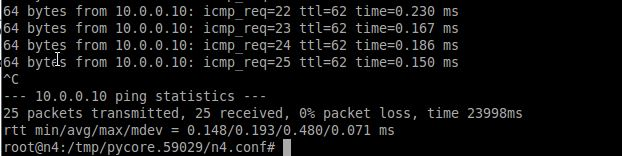 64 bytes from 10.0.0.10: icmp_req=22 ttl=62 time=0.230 ms
64 bytes from 10.0.0.10: icmp_req=23 ttl=62 time=0.167 ms
64 bytes from 10.0.0.10: icmp_req=24 ttl=62 time=0.186 ms
64 bytes from 10.0.0.10: icmp_req=25 ttl=62 time=0.150 ms
^C
--- 10.0.0.10 ping statistics ---
25 packets transmitted, 25 received, 0% packet loss, time 23998ms
rtt min/avg/max/mdev = 0.148/0.193/0.480/0.071 ms
root@n4:/tmp/pycore.59029/n4.conf#